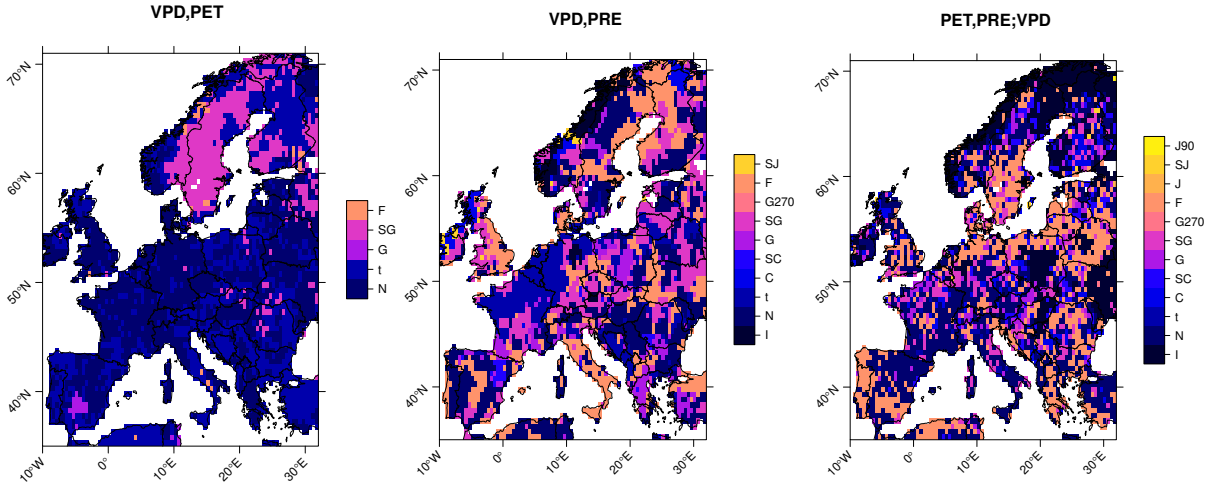 VPD,PET
70°N
60°N
50°N
40°N
10°W
0°
10°E
20°E
30°E
F
SG
G
t
N
VPD,PRE
70°N
60°N
50°N
40°N
10°W
0°
10°E
20°E
30°E
SJ
F
G270
SG
G
SC
C
t
N
I
PET,PRE;VPD
70°N
60°N
50°N
40°N
10°W
0°
10°E
20°E
30°E
J90
SJ
J
F
G270
SG
G
SC
C
t
N
I